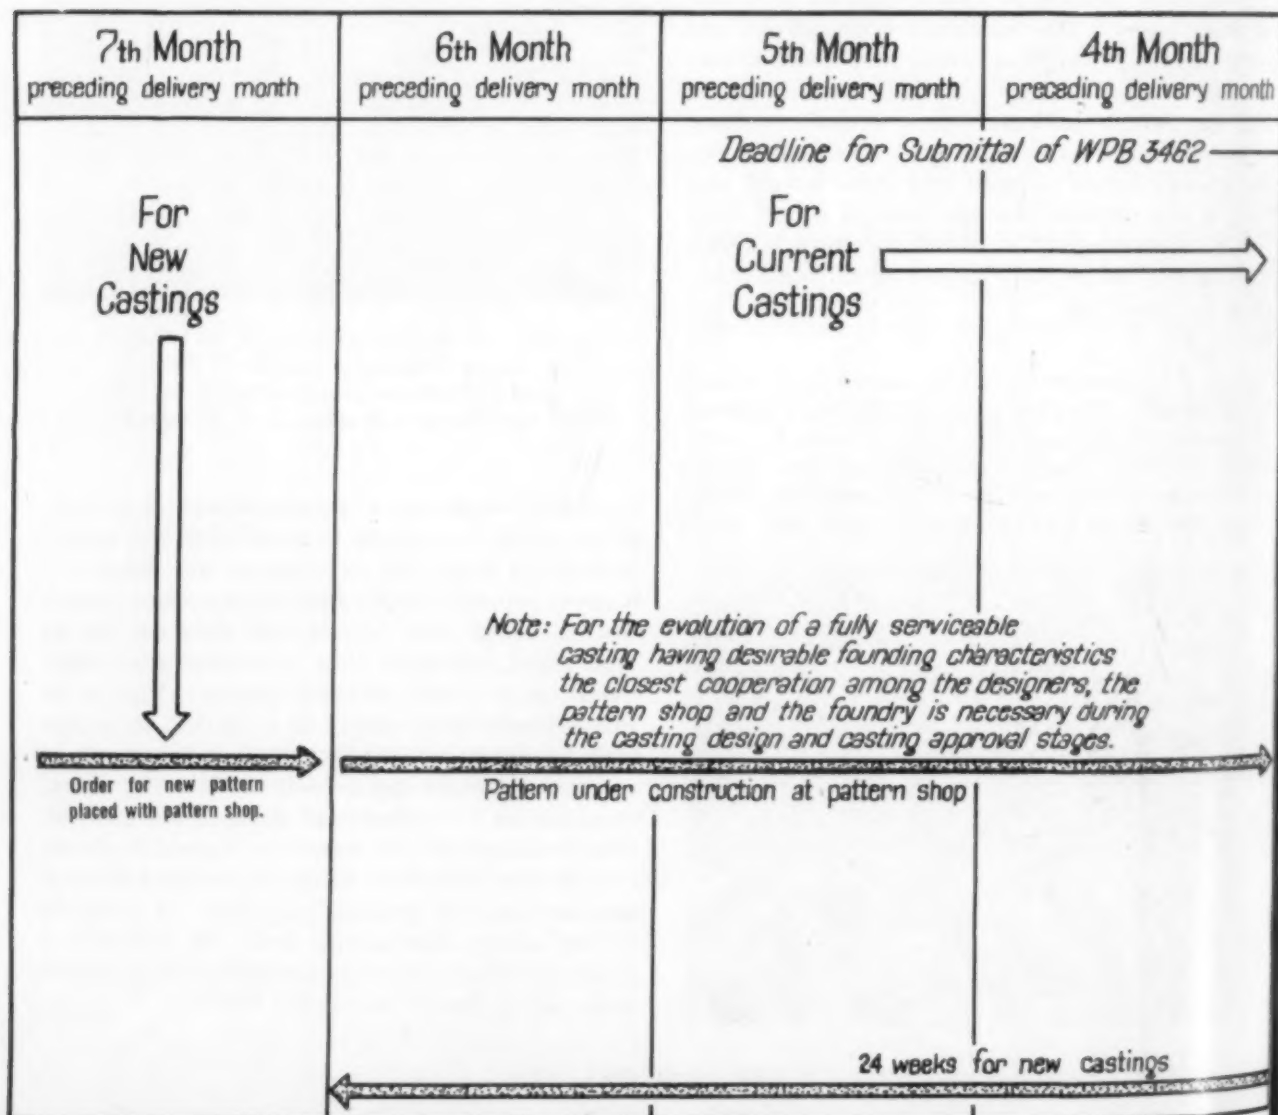 7th Month
preceding delivery month
6th Month
preceding delivery month
5th Month
preceding delivery month
4th Month
preceding delivery month
Deadline for Submittal of WPB 3462
For
New
Castings
For
Current
Castings
Note: For the evolution of a fully serviceable
casting having desirable founding characteristics
the closest cooperation among the designers, the
pattern shop and the foundry is necessary during
the casting design and casting approval stages.
Order for new pattern
placed with pattern shop.
Pattern under construction at pattern shop
24 weeks for new castings